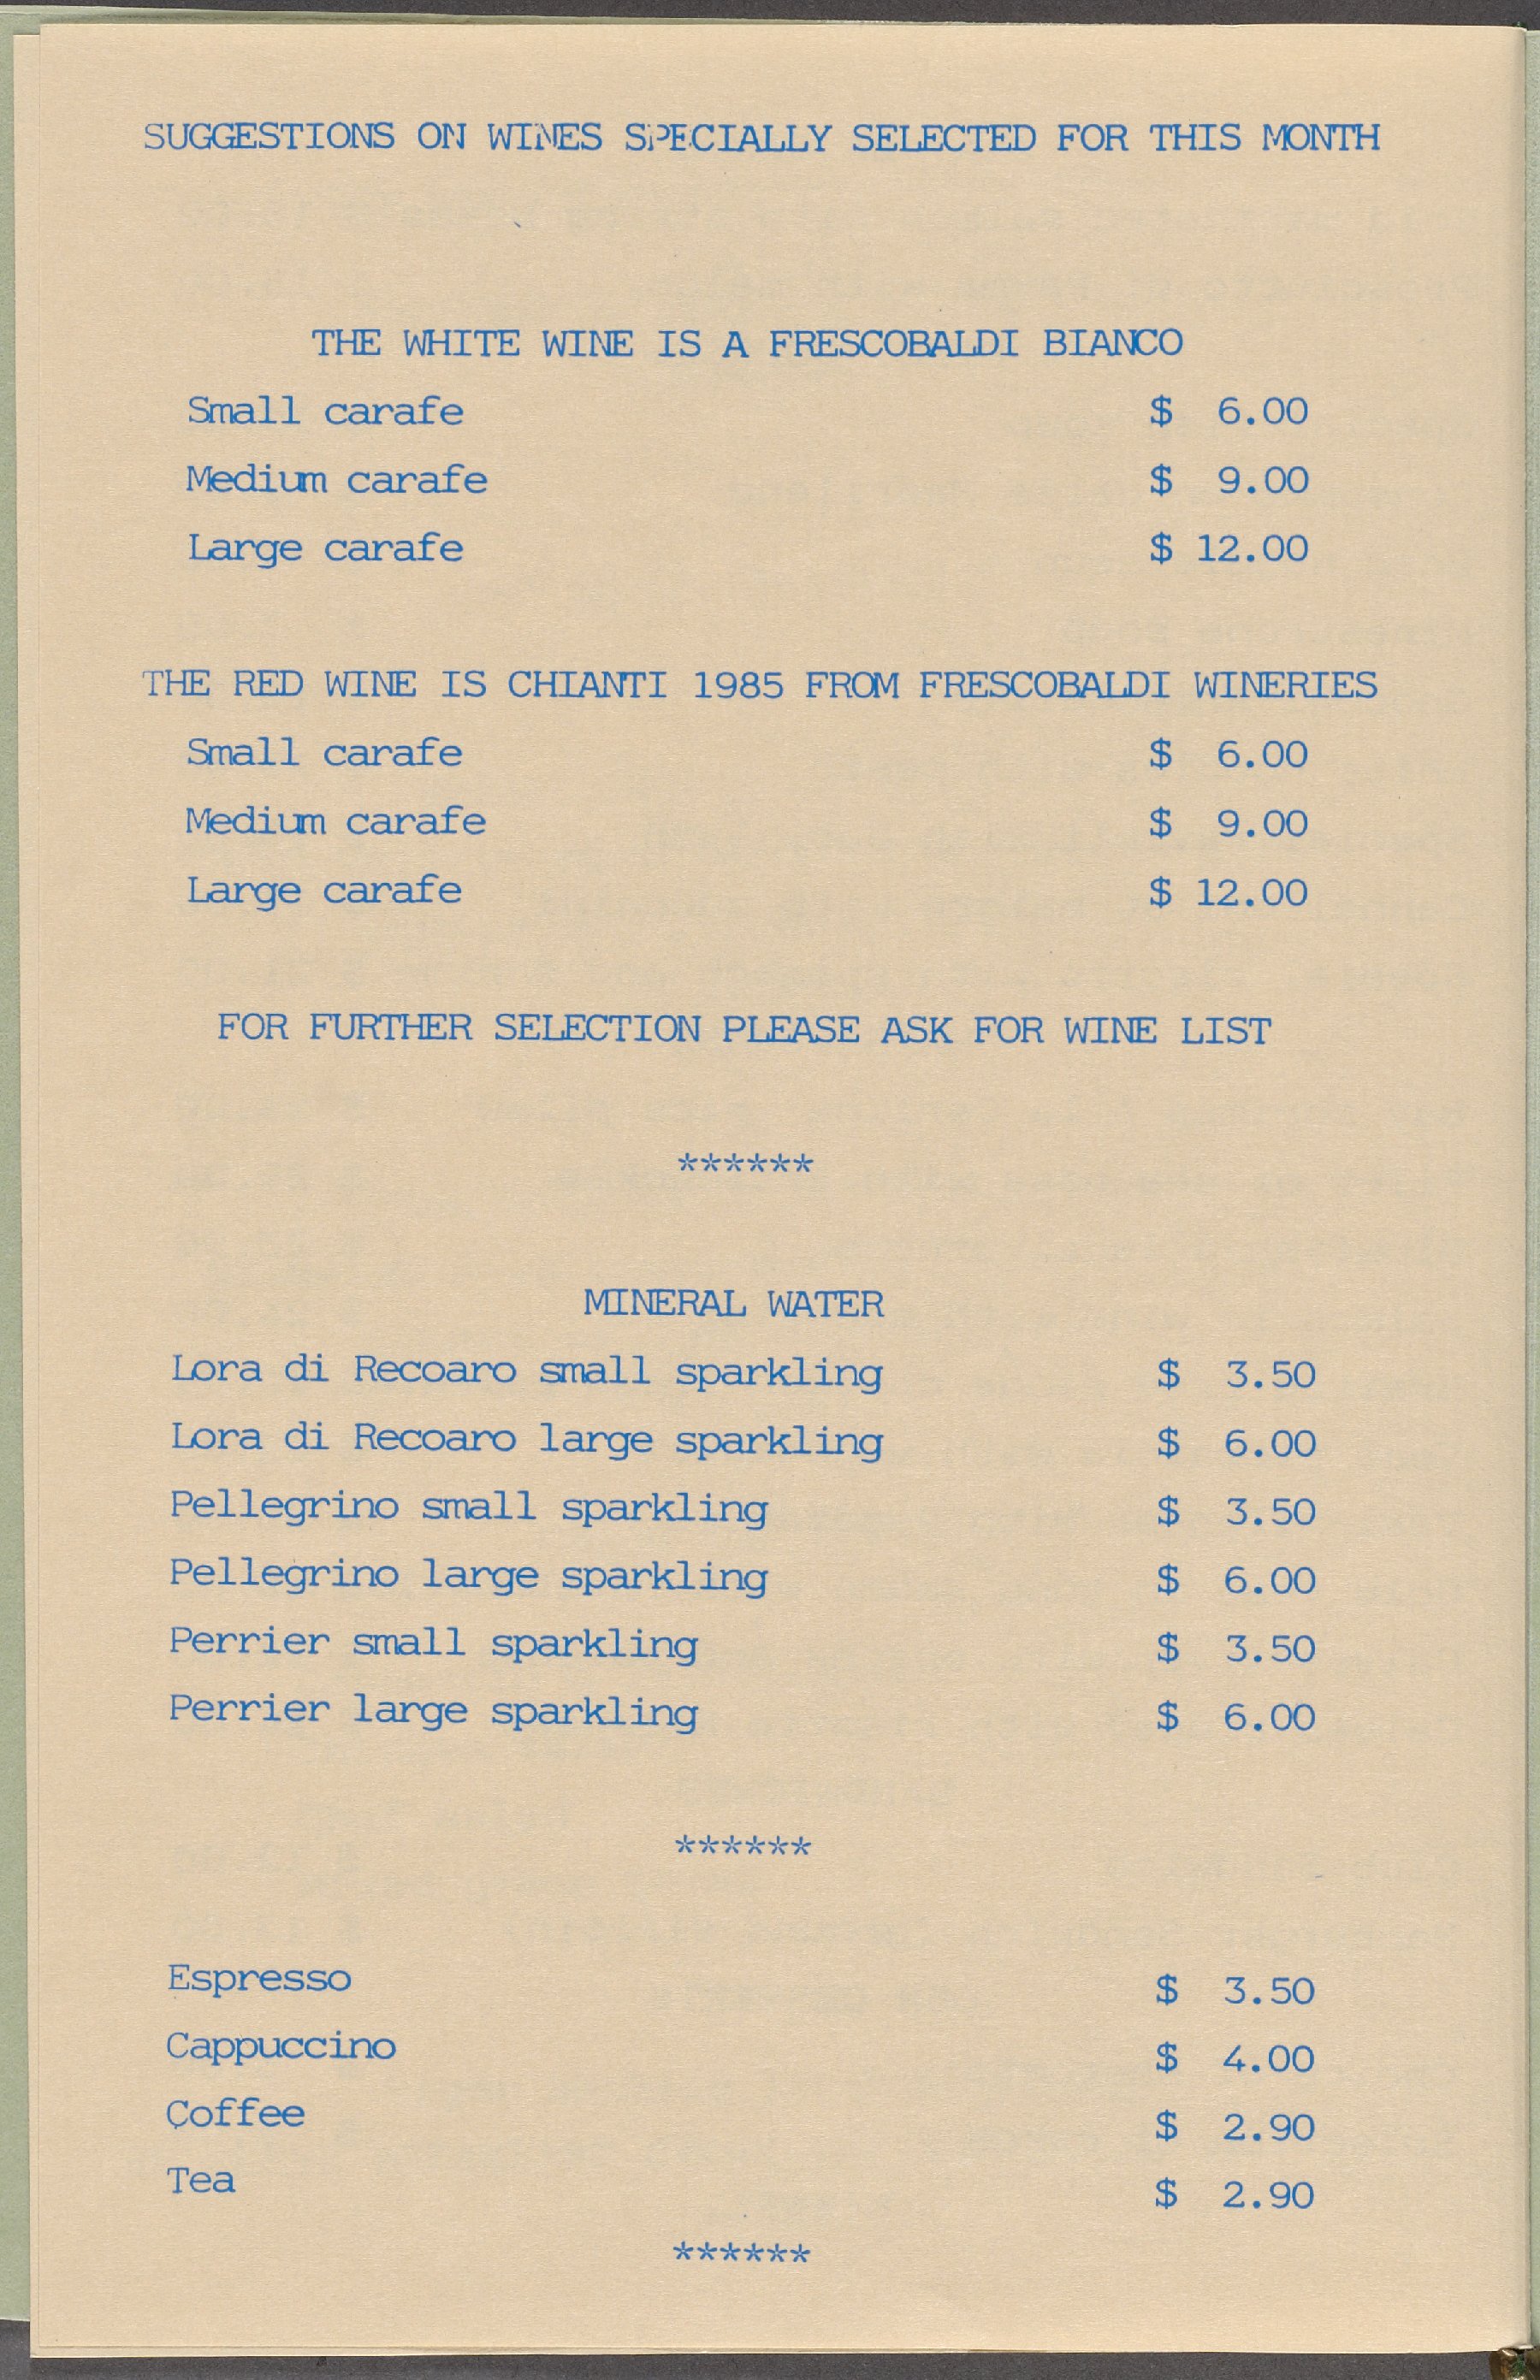 SUGGESTIONS ON WINES SPECIALLY SELECTED FOR THIS MONTH
THE WHITE WINE IS A FRESCOBALDI BIANCO
Small carafe $ 6.00
Medium carafe $ 9.00
Large carafe $ 12.00
THE RED WINE IS CHIANTI 1985 FROM FRESCOBALDI WINERIES
Small carafe $ 6.00
Medium carafe $ 9.00
Large carafe $ 12.00
FOR FURTHER SELECTION PLEASE ASK FOR WINE LIST
******
MINERAL WATER
Lora di Recoaro small sparkling $ 3.50
Lora di Recoaro large sparkling $ 6.00
Pellegrino small sparkling $ 3.50
Pellegrino large sparkling $ 6.00
Perrier small sparkling $ 3.50
Perrier large sparkling $ 6.00
******
Espresso $ 3.50
Cappuccino $ 4.00
Coffee $ 2.90
Tea $ 2.90
******